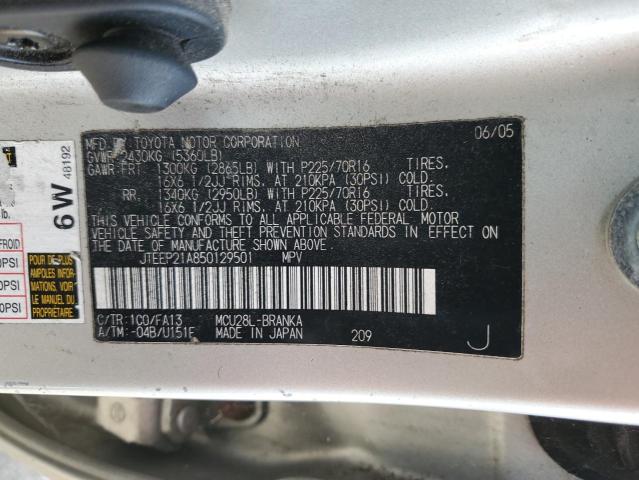 MFD BY TOYOTA MOTOR CORPORATION 06/05
GVWR 2430KG (5360LB)
GAWR FRT 1300KG (2865LB) WITH P225/70R16 TIRES.
16X6 1/2JJ RIMS. AT 210KPA (30PSI) COLD.
RR. 1340KG (2950LB) WITH P225/70R16 TIRES.
16X6 1/2JJ RIMS. AT 210KPA (30PSI) COLD.
THIS VEHICLE CONFORMS TO ALL APPLICABLE FEDERAL MOTOR
VEHICLE SAFETY AND THEFT PREVENTION STANDARDS IN EFFECT ON
THE DATE OF MANUFACTURE SHOWN ABOVE.
JTEEP21A850129501 MPV
C/TR:1C0/FA13 MCU28L-BRANKA
A/TM:-04B/U151F MADE IN JAPAN 209 J
6W 48192
lb.
FROID
0PSI
0PSI
0PSI
POUR DE PLUS
AMPLES INFOR-
MATIONS, VOIR
LE GUIDE DU